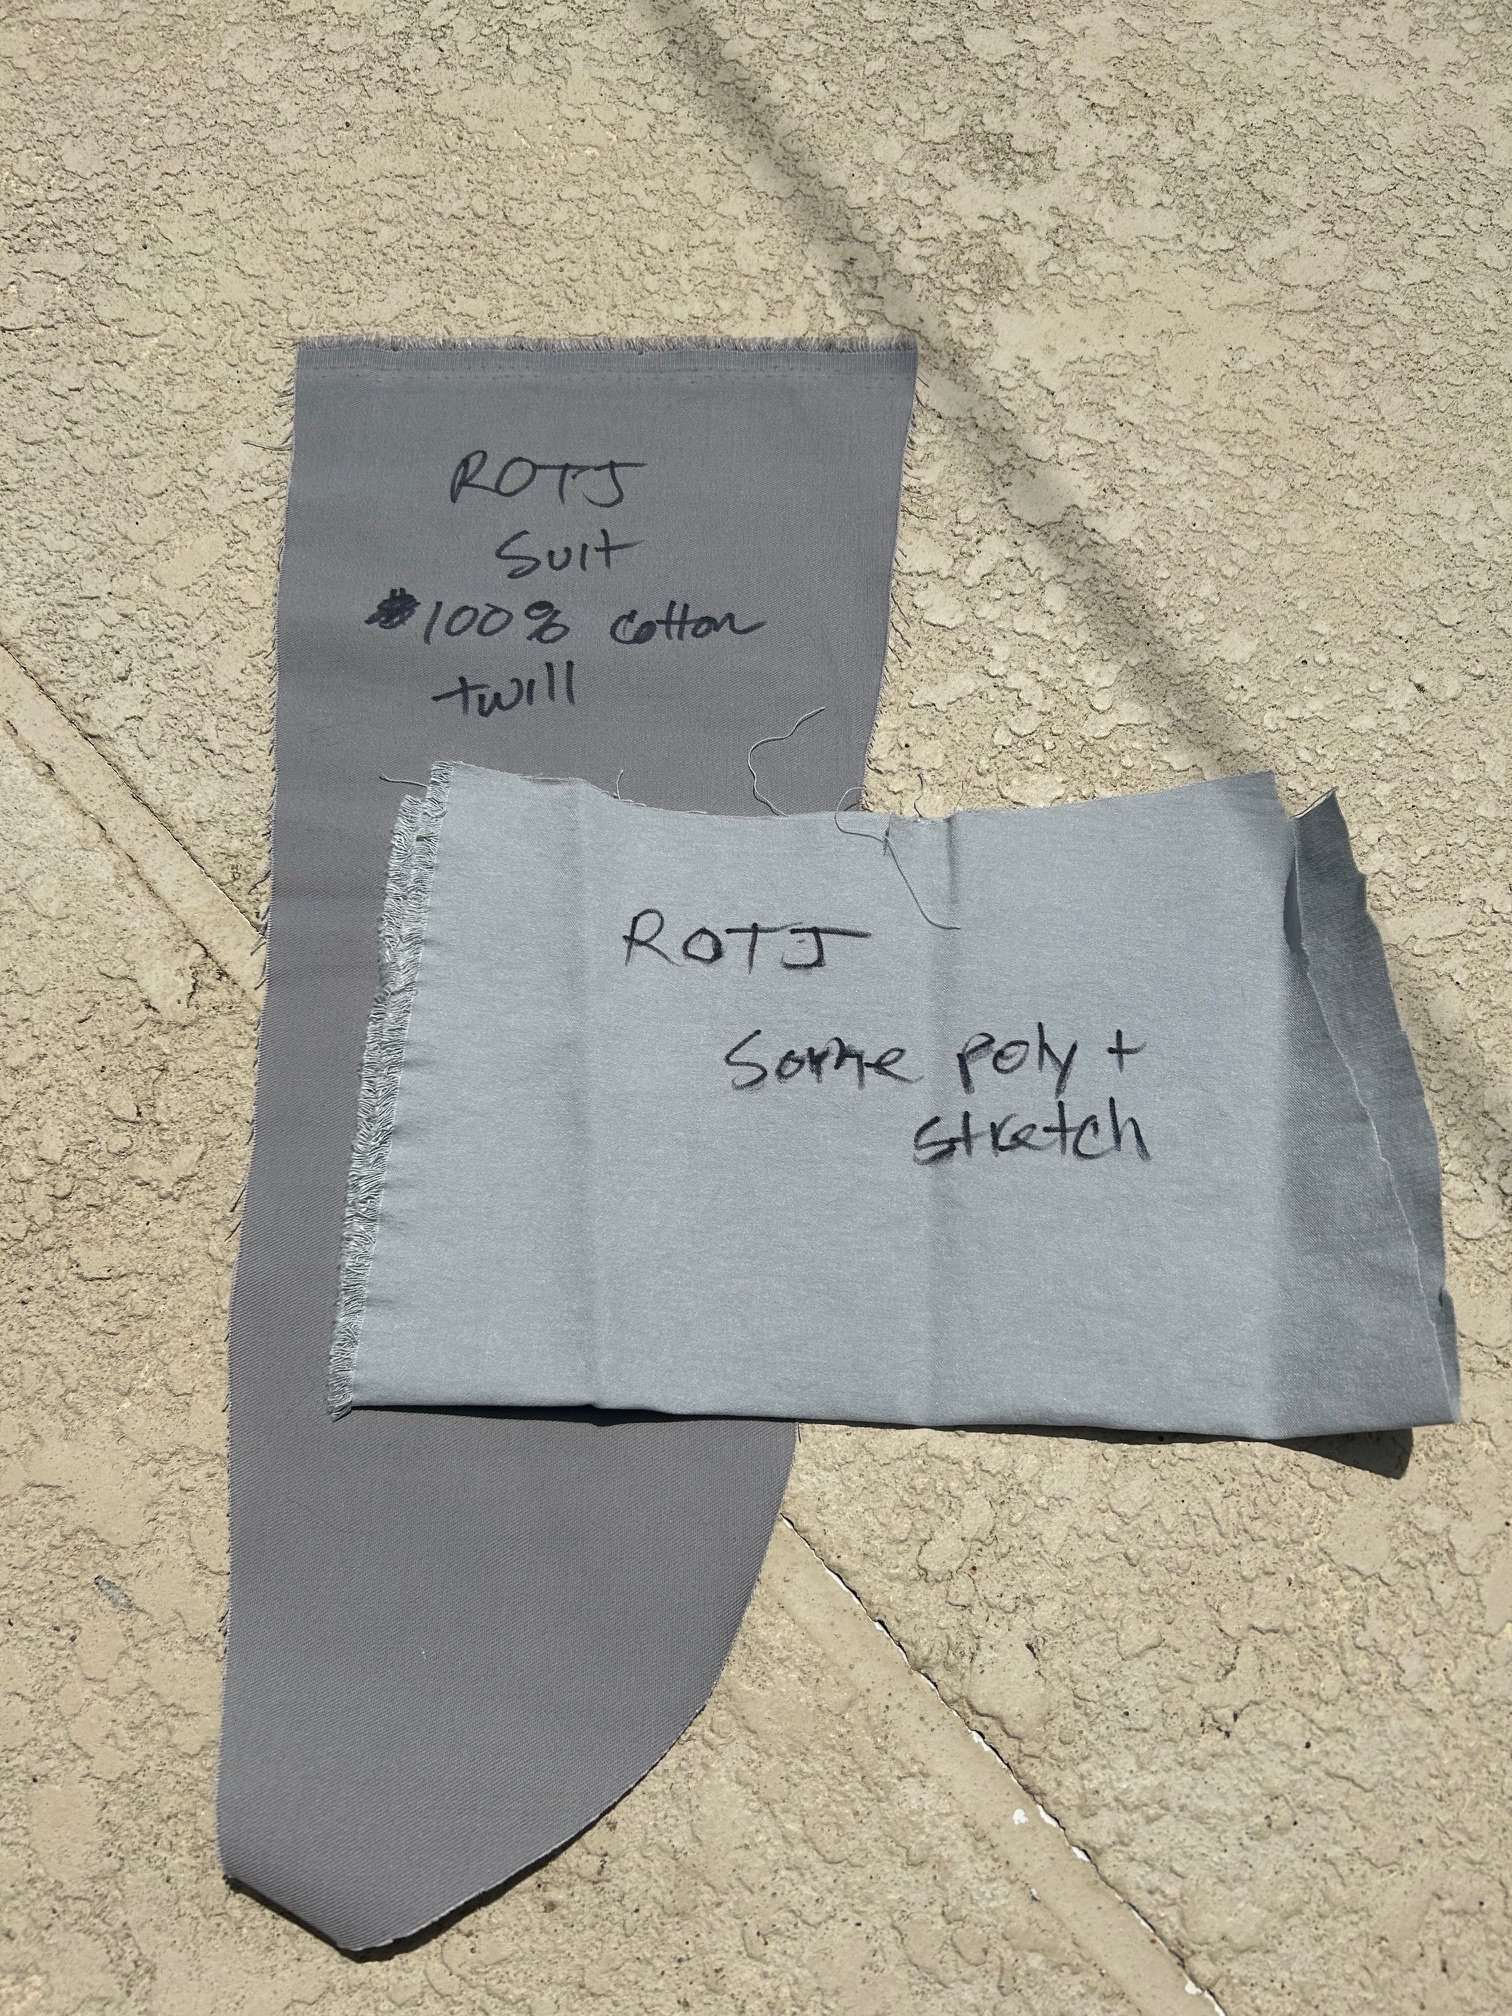 ROTJ
Suit
100% cotton
twill
ROTJ
Some poly +
stretch